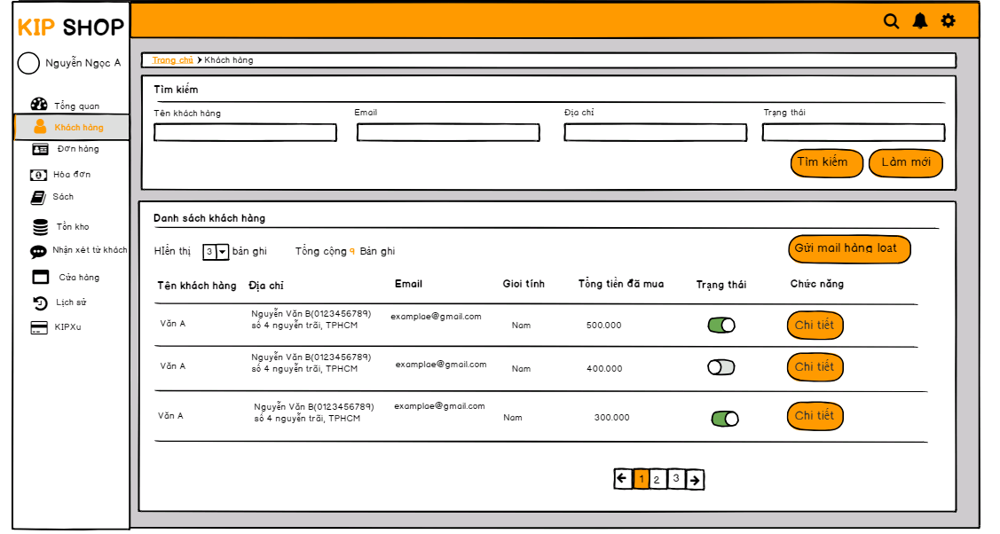 KIP SHOP
Nguyễn Ngọc A
Tổng quan
Khách hàng
Đơn hàng
Hóa đơn
Sách
Tồn kho
Nhận xét từ khách
Cửa hàng
Lịch sử
KIPXu
Trang chủ > Khách hàng
Tìm kiếm
Tên khách hàng Email Địa chỉ Trạng thái
Tìm kiếm Làm mới
Danh sách khách hàng
Hiển thị 3 bản ghi Tổng cộng 9 Bản ghi Gửi mail hàng loạt
Tên khách hàng Địa chỉ Email Gioi tính Tổng tiền đã mua Trạng thái Chức năng
Văn A Nguyễn Văn B(0123456789) examplae@gmail.com Nam 500.000 Chi tiết
số 4 nguyễn trãi, TPHCM
Văn A Nguyễn Văn B(0123456789) examplae@gmail.com Nam 400.000 Chi tiết
số 4 nguyễn trãi, TPHCM
Văn A Nguyễn Văn B(0123456789) examplae@gmail.com Nam 300.000 Chi tiết
số 4 nguyễn trãi, TPHCM
1 2 3